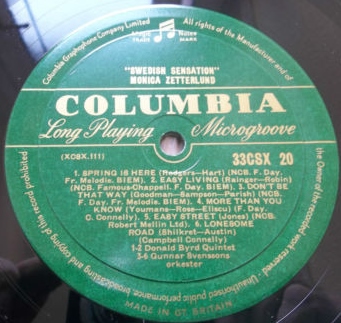 Columbia Graphophone Company Limited
All rights of the Manufacturer and of
Magic Notes
TRADE MARK
"SWEDISH SENSATION"
MONICA ZETTERLUND
COLUMBIA
Long Playing Microgroove
(XCSX.111)
33CSX 20
1. SPRING IS HERE (Rodgers-Hart) (NCB. F. Day,
Fr. Melodie. BIEM). 2. EASY LIVING (Rainger-Robin)
(NCB. Famous-Chappell. F. Day. BIEM). 3. DON'T BE
THAT WAY (Goodman-Sampson-Parish) (NCB.
F. Day. Fr. Melodie. BIEM). 4. MORE THAN YOU
KNOW (Youmans-Rose-Eliscu) (F. Day.
C. Connelly). 5. EASY STREET (Jones) (NCB.
Robert Mellin Ltd). 6. LONESOME
ROAD (Shilkret-Austin)
(Campbell Connelly)
1-2 Donald Byrd Quintet
3-6 Gunnar Svenssons
orkester
the Owner of the recorded work reserved - Unauthorised public performance broadcasting and copying of this record prohibited
MADE IN GT BRITAIN